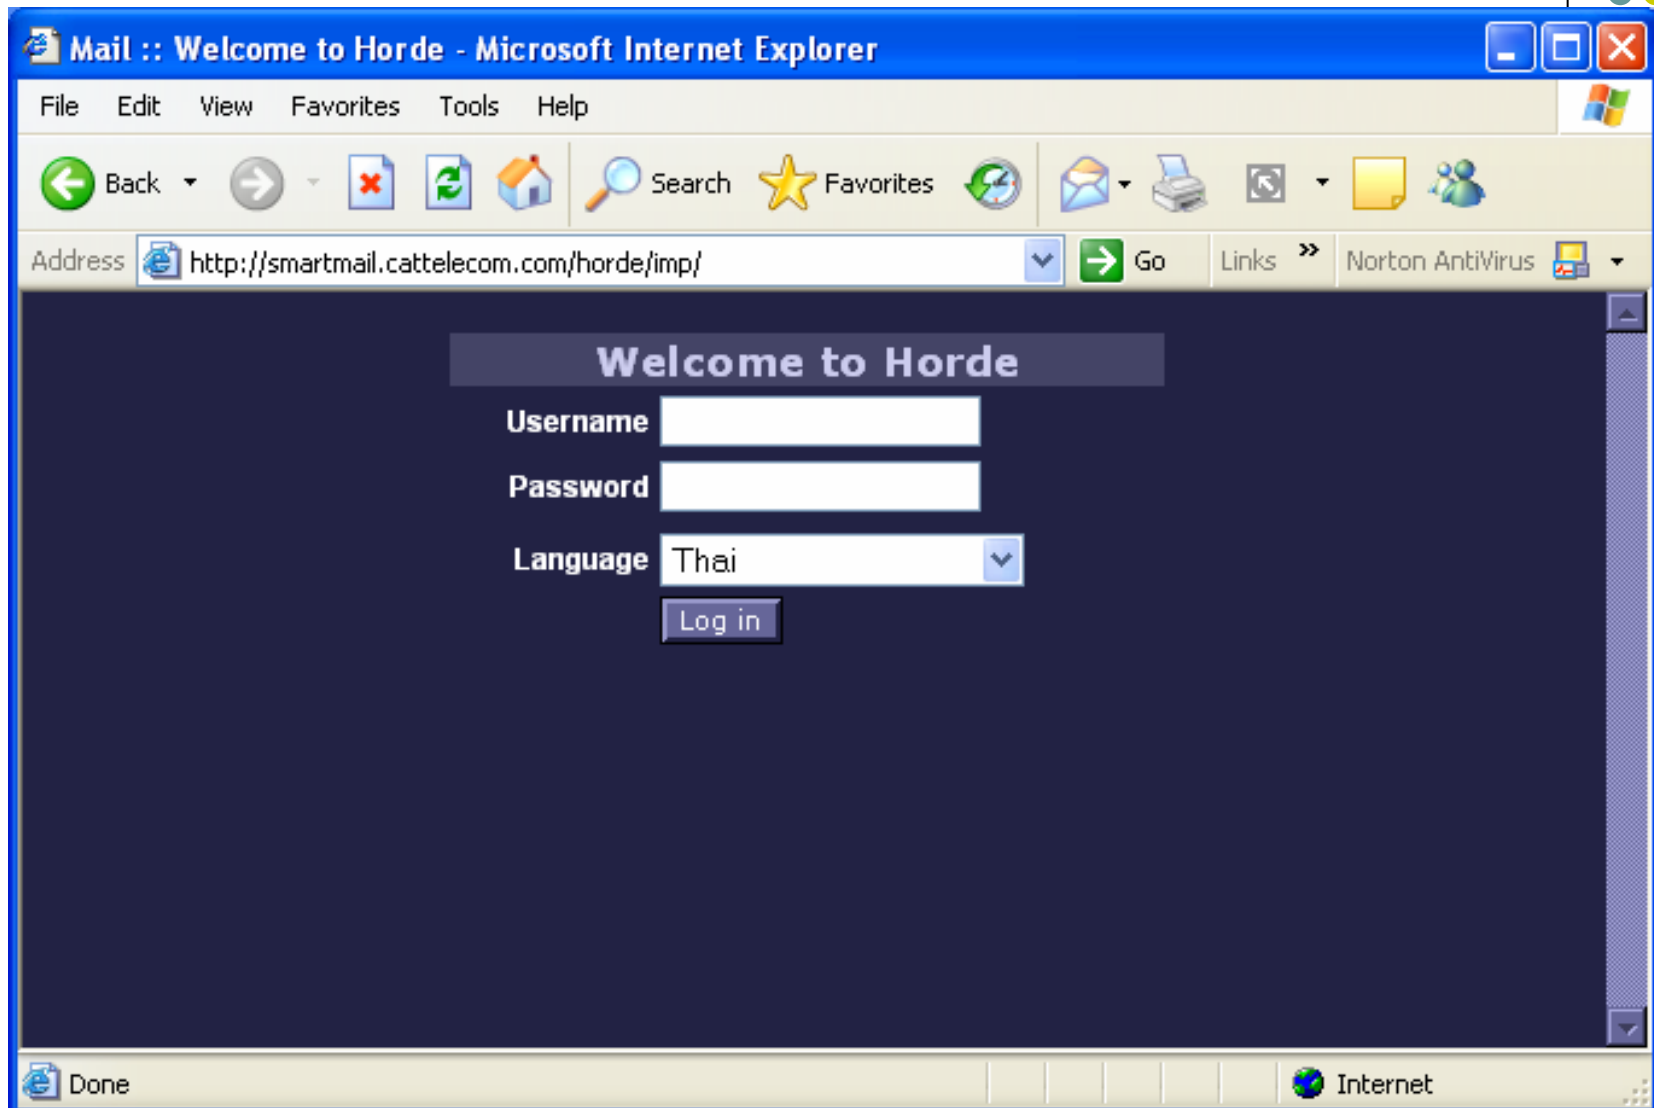 Mail :: Welcome to Horde - Microsoft Internet Explorer
File Edit View Favorites Tools Help
Back Search Favorites
Address http://smartmail.cattelecom.com/horde/imp/ Go Links » Norton AntiVirus
Welcome to Horde
Username
Password
Language Thai
Log in
Done Internet